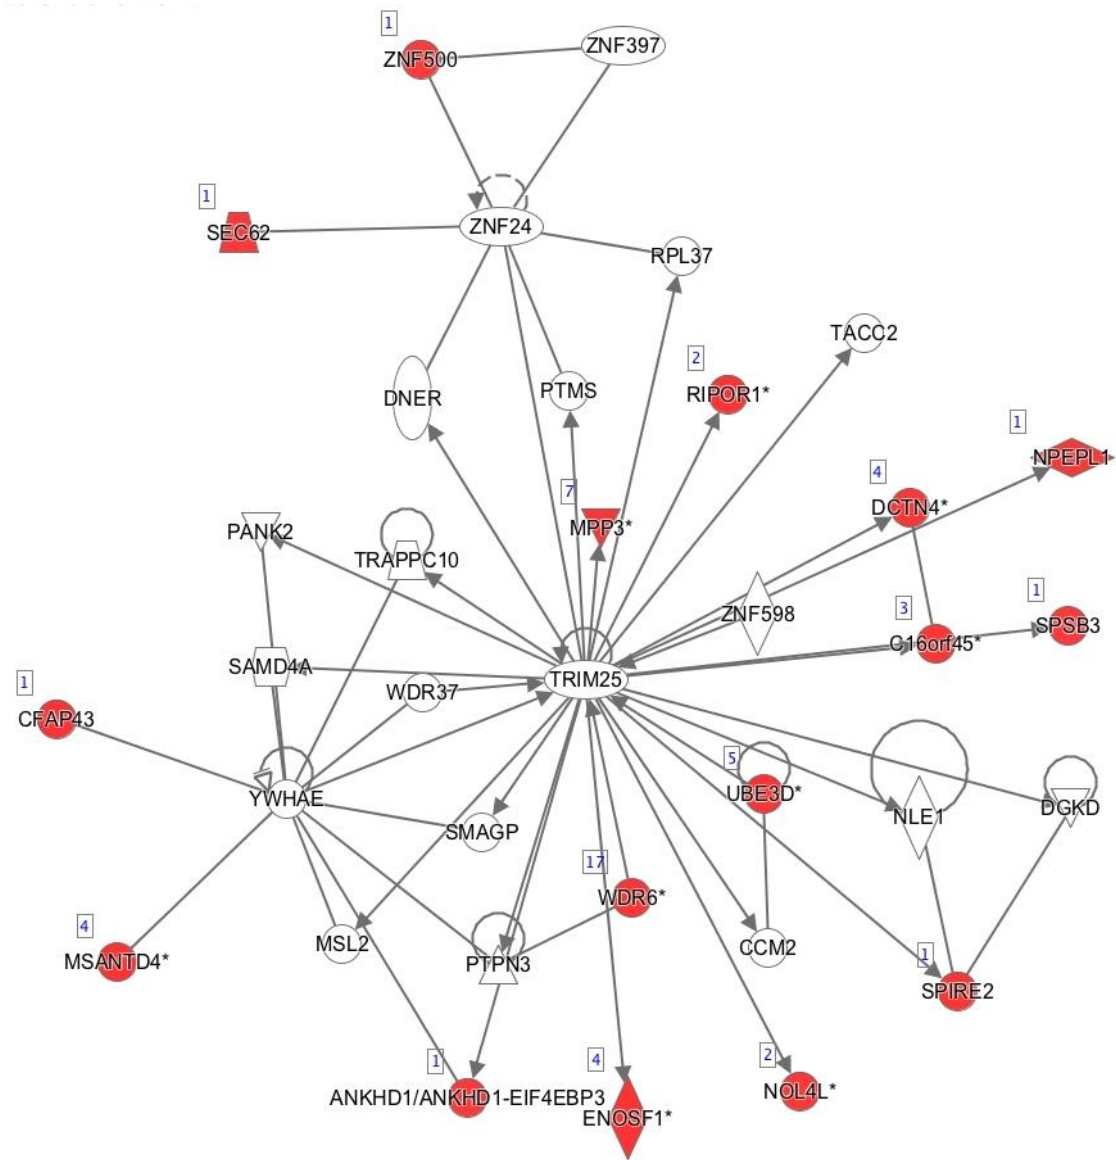 1
ZNF500
ZNF397
1
SEC62
ZNF24
RPL37
TACC2
2
RIPOR1*
DNER
PTMS
1
NPEPL1
4
DCTN4*
7
MPP3*
PANK2
TRAPPC10
ZNF598
3
C16orf45*
1
SPSB3
SAMD4A
WDR37
TRIM25
1
CFAP43
YWHAE
SMAGP
5
UBE3D*
NLE1
DGKD
17
WDR6*
4
MSANTD4*
MSL2
PTPN3
CCM2
1
SPIRE2
1
ANKHD1/ANKHD1-EIF4EBP3
4
ENOSF1*
2
NOL4L*